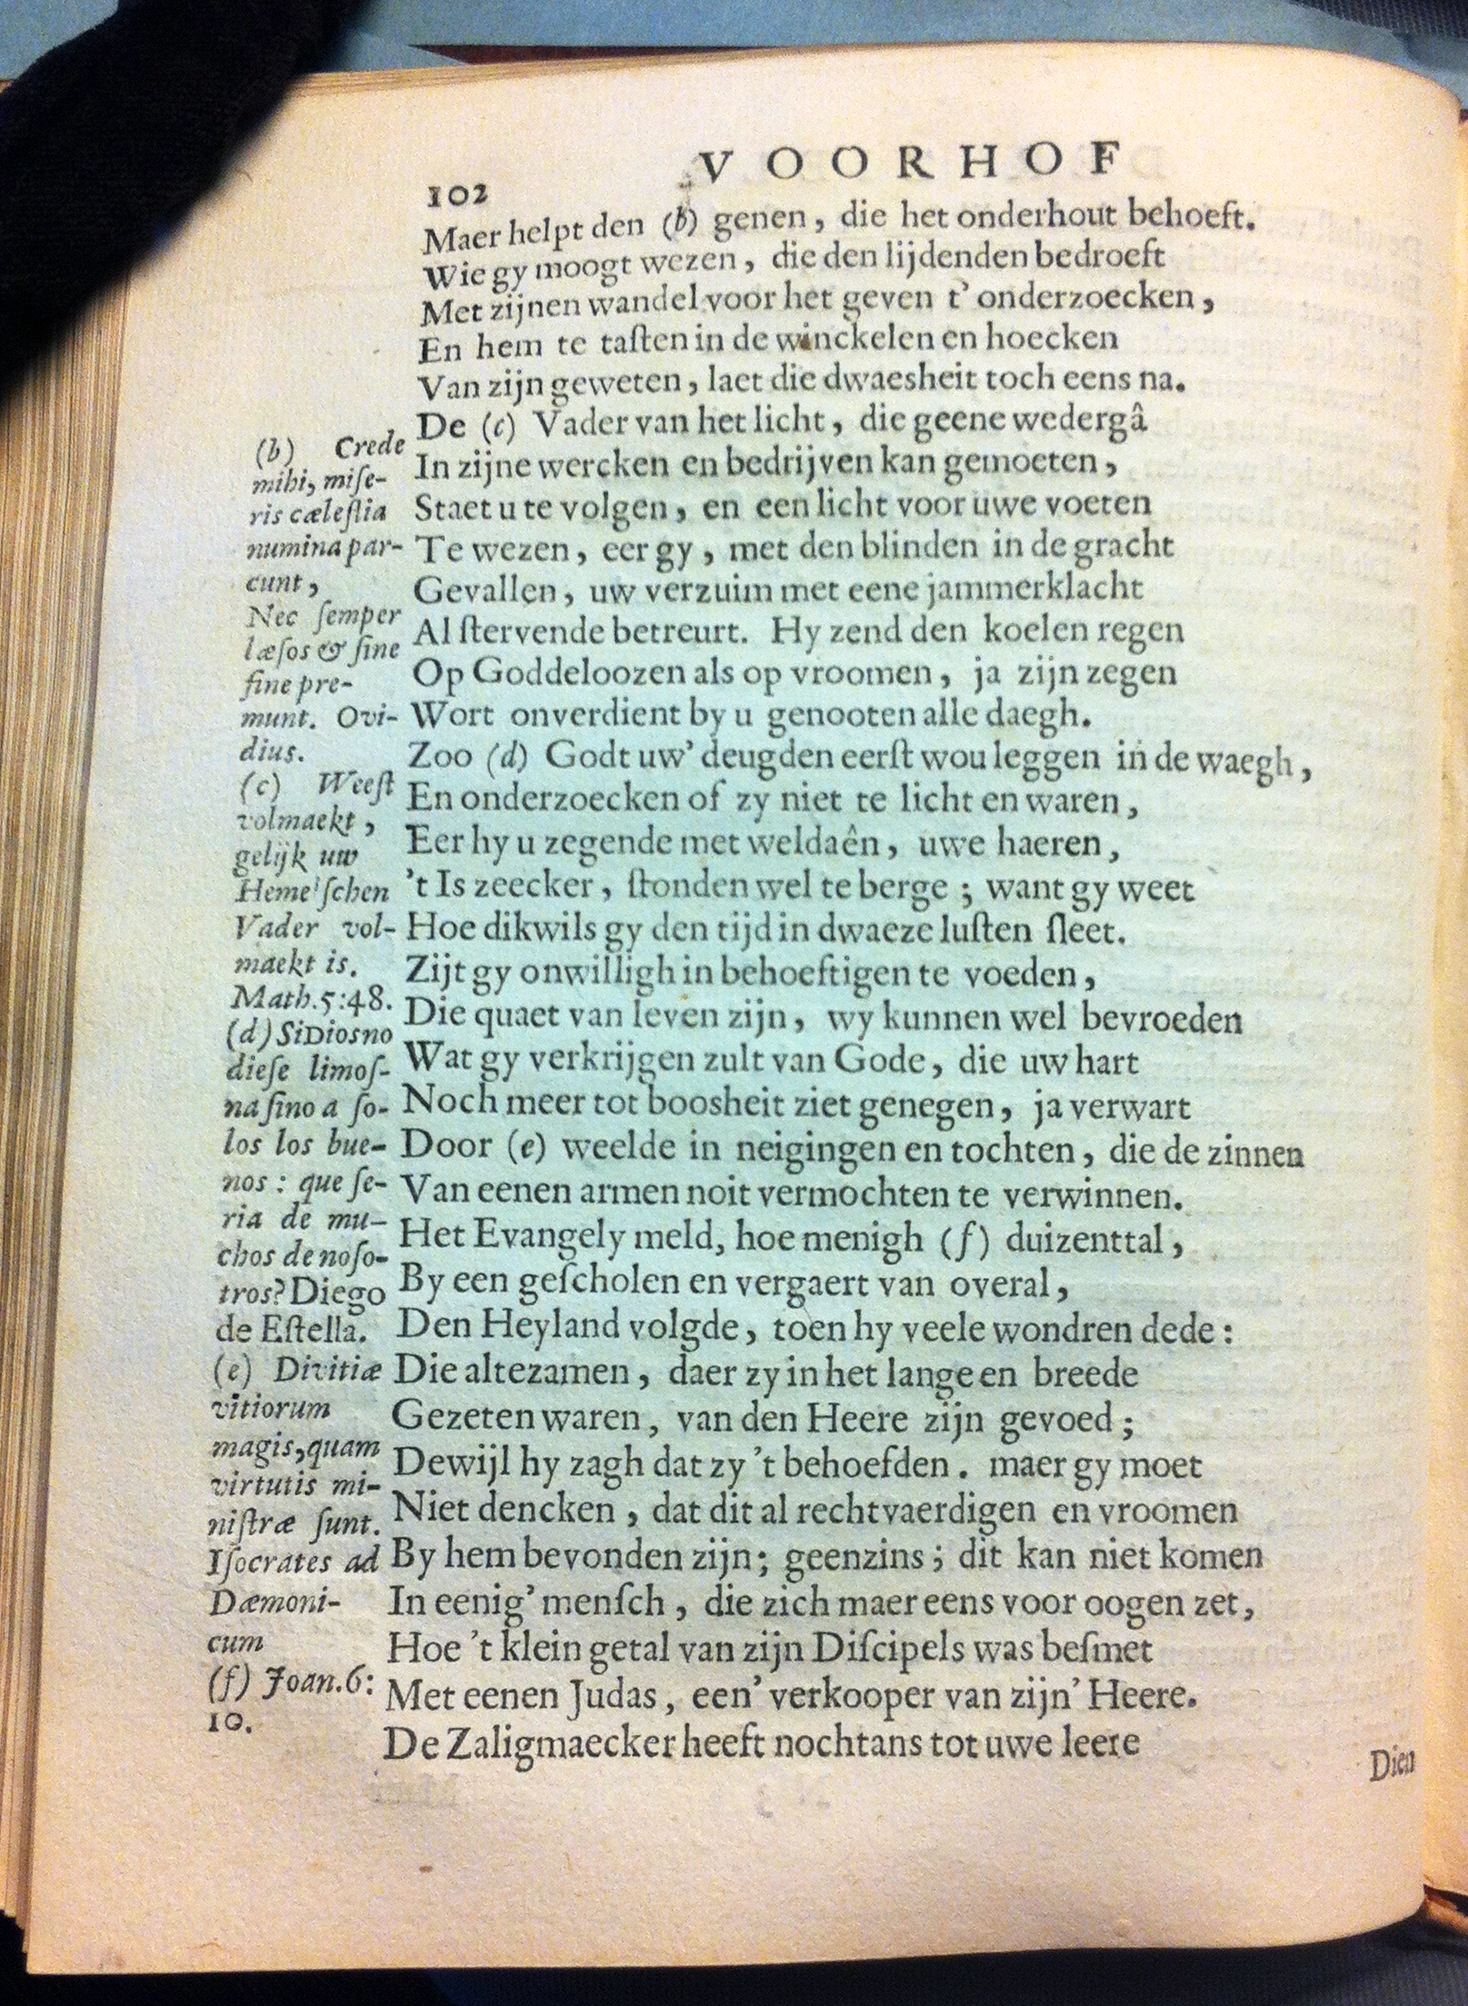 102
VOORHOF
Maer helpt den (b) genen, die het onderhout behoeft.
Wie gy moogt wezen, die den lijdenden bedroeft
Met zijnen wandel voor het geven t' onderzoecken,
En hem te taſten in de winckelen en hoecken
Van zijn geweten, laet die dwaesheit toch eens na.
De (c) Vader van het licht, die geene wedergâ
In zijne wercken en bedrijven kan gemoeten,
Staet u te volgen, en een licht voor uwe voeten
Te wezen, eer gy, met den blinden in de gracht
Gevallen, uw verzuim met eene jammerklacht
Al ſtervende betreurt. Hy zend den koelen regen
Op Goddeloozen als op vroomen, ja zijn zegen
Wort onverdient by u genooten alle daegh.
Zoo (d) Godt uw' deugden eerſt wou leggen in de waegh,
En onderzoecken of zy niet te licht en waren,
Eer hy u zegende met weldaên, uwe haeren,
't Is zeecker, ſtonden wel te berge; want gy weet
Hoe dikwils gy den tijd in dwaeze luſten ſleet.
Zijt gy onwilligh in behoeftigen te voeden,
Die quaet van leven zijn, wy kunnen wel bevroeden
Wat gy verkrijgen zult van Gode, die uw hart
Noch meer tot boosheit ziet genegen, ja verwart
Door (e) weelde in neigingen en tochten, die de zinnen
Van eenen armen noit vermochten te verwinnen.
Het Evangely meld, hoe menigh (f) duizenttal,
By een geſcholen en vergaert van overal,
Den Heyland volgde, toen hy veele wondren dede:
Die altezamen, daer zy in het lange en breede
Gezeten waren, van den Heere zijn gevoed;
Dewijl hy zagh dat zy 't behoefden. maer gy moet
Niet dencken, dat dit al rechtvaerdigen en vroomen
By hem bevonden zijn; geenzins; dit kan niet komen
In eenig' menſch, die zich maer eens voor oogen zet,
Hoe 't klein getal van zijn Diſcipels was beſmet
Met eenen Judas, een' verkooper van zijn' Heere.
De Zaligmaecker heeft nochtans tot uwe leere
Dien
(b) Crede
mihi, miſe-
ris cæleſtia
numina par-
cunt,
Nec ſemper
læſos & ſine
fine pre-
munt. Ovi-
dius.
(c) Weeſt
volmaekt,
gelijk uw
Heme'ſchen
Vader vol-
maekt is.
Math. 5:48.
(d) Si Dios no
dieſe limoſ-
na ſino a ſo-
los los bue-
nos: que ſe-
ria de mu-
chos de noſo-
tros? Diego
de Eſtella.
(e) Divitiæ
vitiorum
magis, quam
virtutis mi-
niſtræ ſunt.
Iſocrates ad
Dæmoni-
cum
(f) Joan. 6:
10.